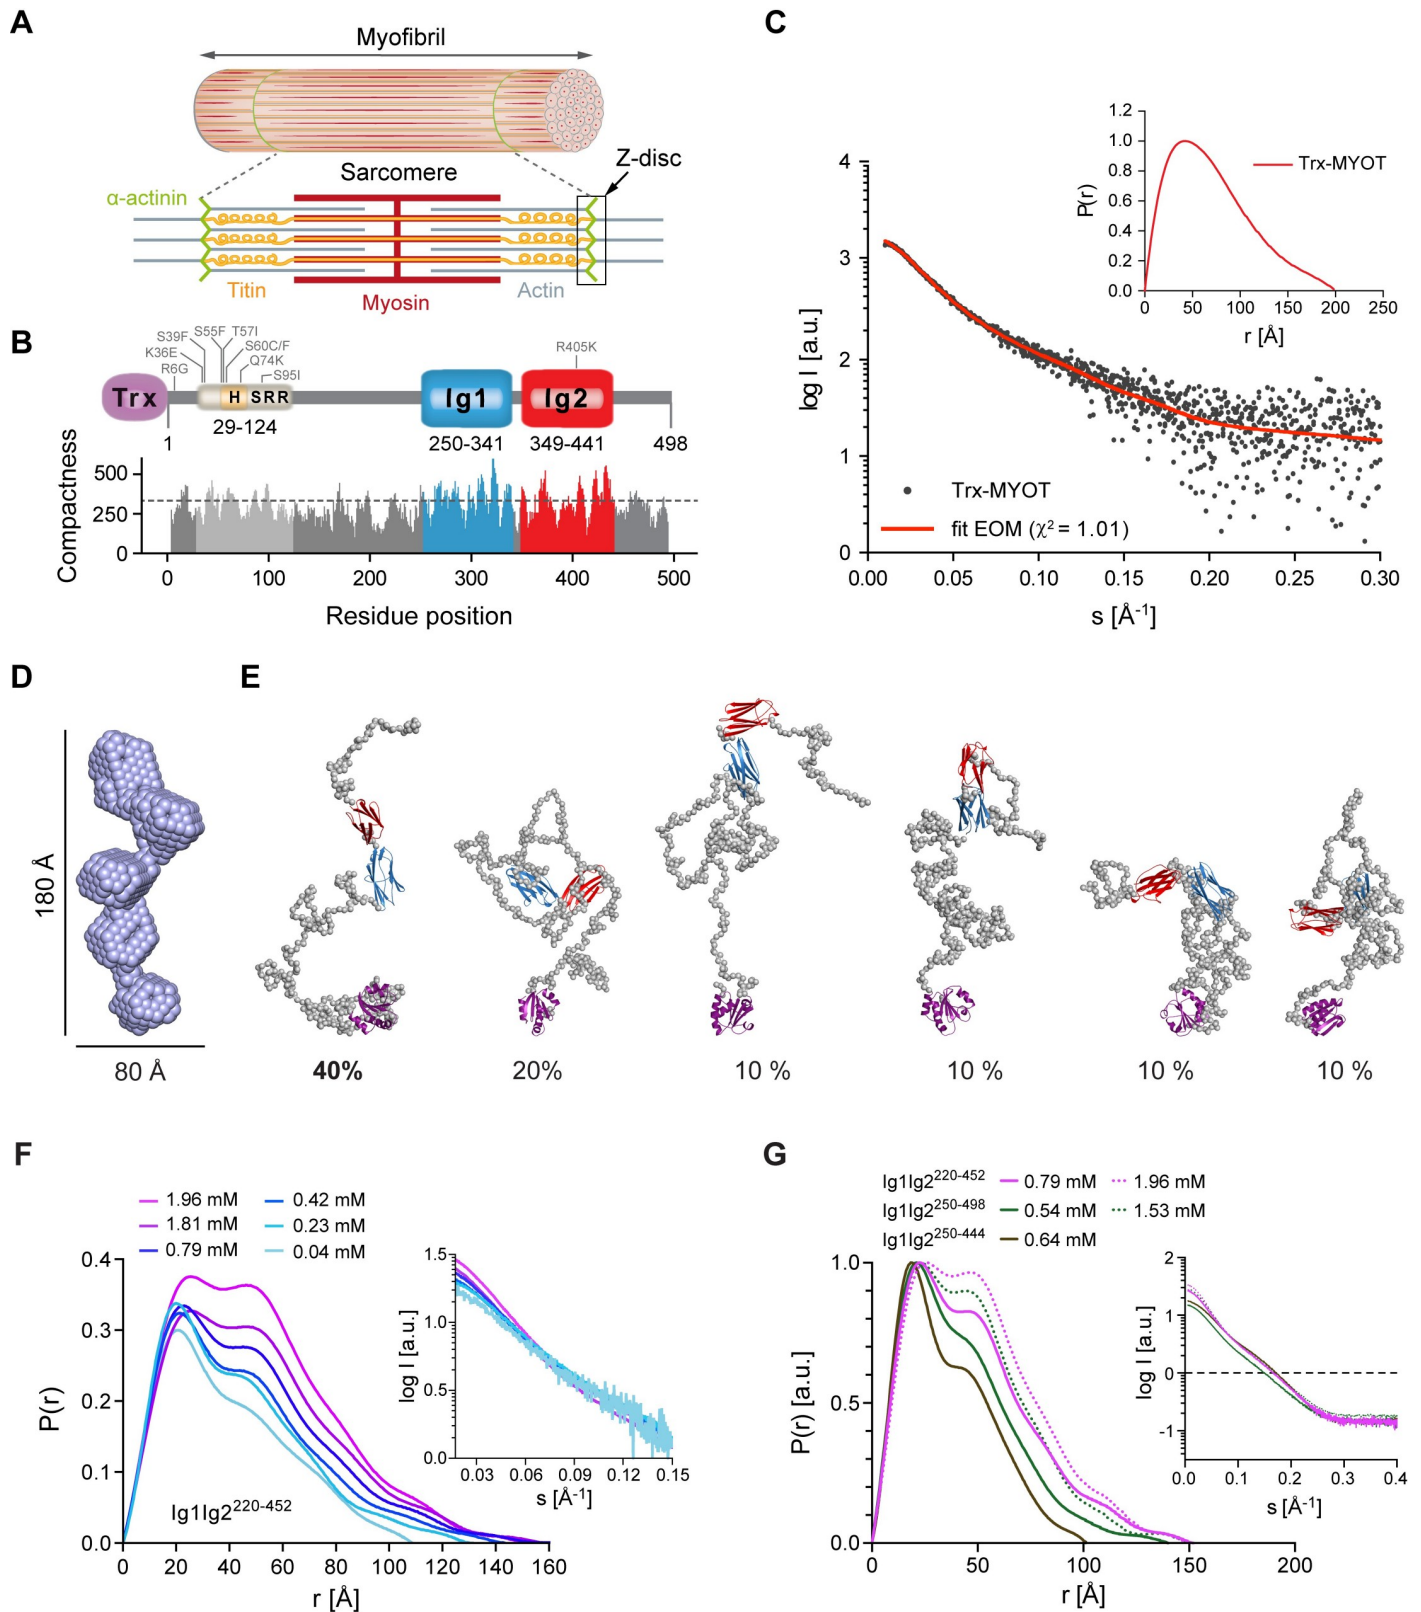 A
Myofibril
Sarcomere
Z-disc
α-actinin
Titin
Myosin
Actin
B
S39F
S55F
T57I
K36E
S60C/F
R6G
Q74K
S95I
R405K
Trx
H
SRR
Ig1
Ig2
1
29-124
250-341
349-441
498
Compactness
500
250
0
0
100
200
300
400
500
Residue position
C
log I [a.u.]
4
3
2
1
0
0.00
0.05
0.10
0.15
0.20
0.25
0.30
s [Å-1]
Trx-MYOT
fit EOM (χ2 = 1.01)
P(r)
1.2
1.0
0.8
0.6
0.4
0.2
0.0
0
50
100
150
200
250
r [Å]
Trx-MYOT
D
180 Å
80 Å
E
40%
20%
10 %
10 %
10 %
10 %
F
1.96 mM
0.42 mM
1.81 mM
0.23 mM
0.79 mM
0.04 mM
P(r)
0.4
0.3
0.2
0.1
0.0
0
20
40
60
80
100
120
140
160
r [Å]
Ig1Ig2220-452
log I [a.u.]
1.5
1.0
0.5
0.0
0.03
0.06
0.09
0.12
0.15
s [Å-1]
G
Ig1Ig2220-452
0.79 mM
1.96 mM
Ig1Ig2250-498
0.54 mM
1.53 mM
Ig1Ig2250-444
0.64 mM
P(r) [a.u.]
1.0
0.5
0.0
0
50
100
150
200
r [Å]
log I [a.u.]
2
1
0
-1
0.0
0.1
0.2
0.3
0.4
s [Å-1]